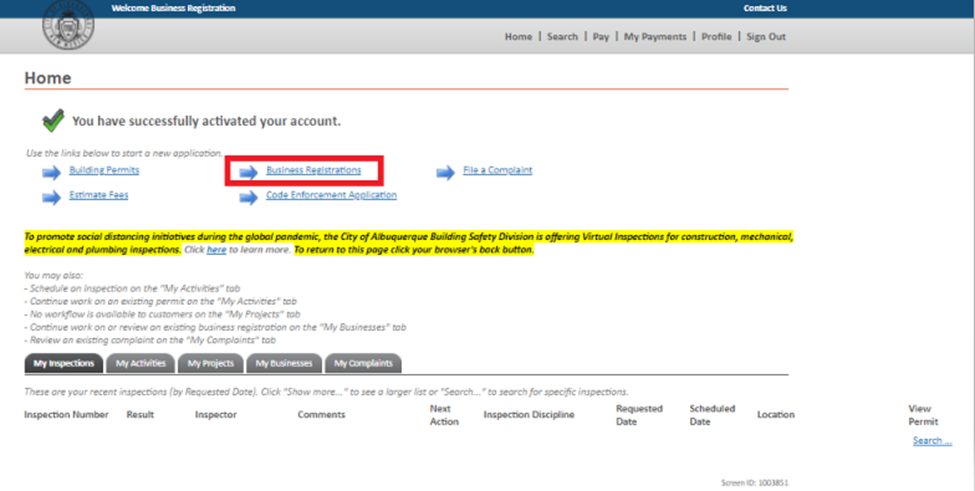 Welcome Business Registration Contact Us
Home | Search | Pay | My Payments | Profile | Sign Out
Home
You have successfully activated your account.
Use the links below to start a new application.
Building Permits Business Registrations File a Complaint
Estimate Fees Code Enforcement Application
To promote social distancing initiatives during the global pandemic, the City of Albuquerque Building Safety Division is offering Virtual Inspections for construction, mechanical,
electrical and plumbing inspections. Click here to learn more. To return to this page click your browser's back button.
You may also:
- Schedule an Inspection on the "My Activities" tab
- Continue work on an existing permit on the "My Activities" tab
- No workflow is available to customers on the "My Projects" tab
- Continue work on or review an existing business registration on the "My Businesses" tab
- Review an existing complaint on the "My Complaints" tab
My Inspections My Activities My Projects My Businesses My Complaints
These are your recent inspections (by Requested Date). Click "Show more..." to see a larger list or "Search..." to search for specific inspections.
Inspection Number Result Inspector Comments Next Action Inspection Discipline Requested Date Scheduled Date Location View Permit
Search ...
Screen ID: 1003851